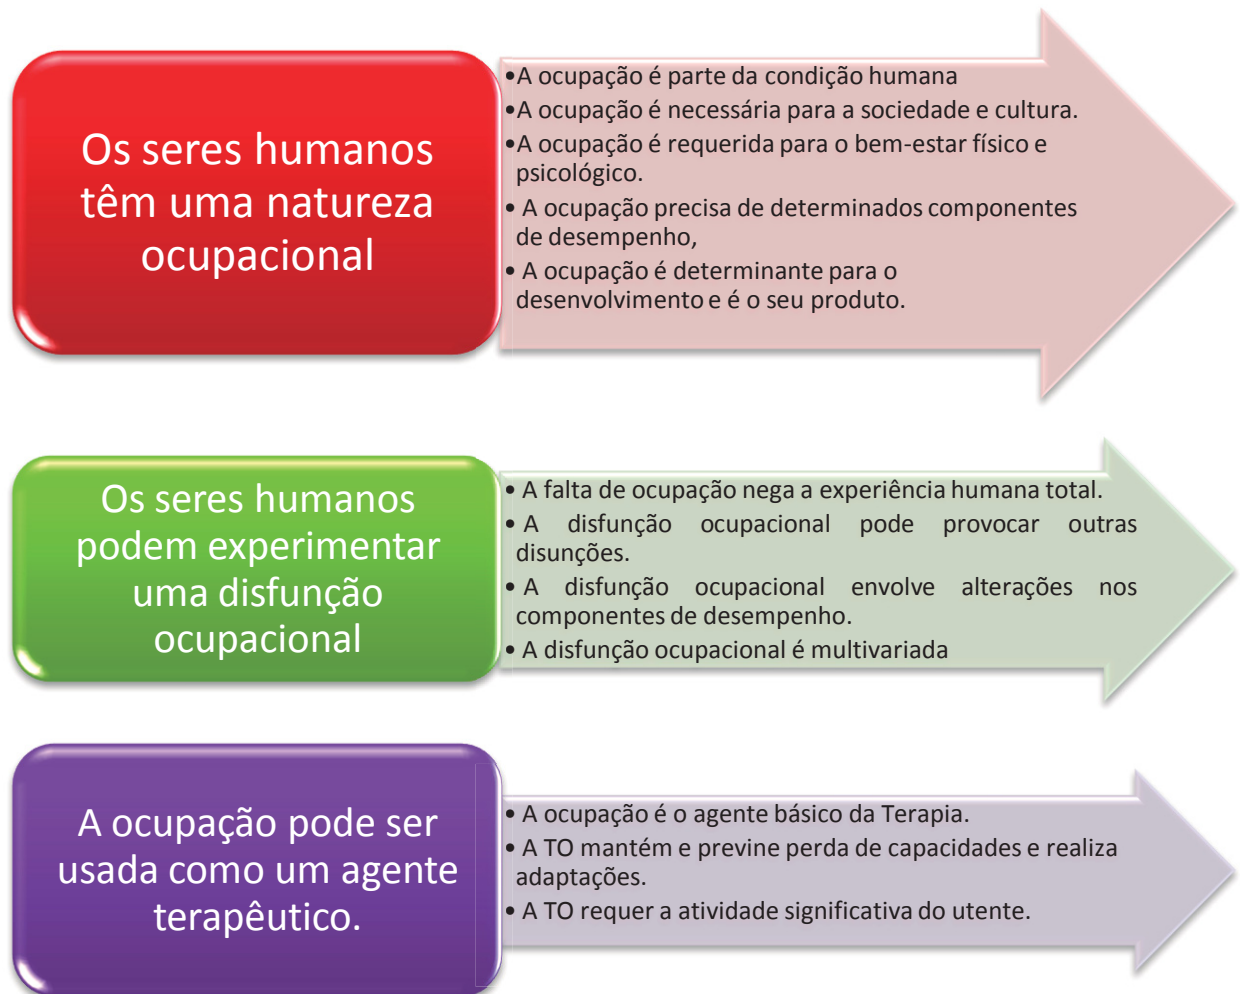 Os seres humanos
têm uma natureza
ocupacional
•A ocupação é parte da condição humana
•A ocupação é necessária para a sociedade e cultura.
•A ocupação é requerida para o bem-estar físico e
psicológico.
• A ocupação precisa de determinados componentes
de desempenho,
• A ocupação é determinante para o
desenvolvimento e é o seu produto.
Os seres humanos
podem experimentar
uma disfunção
ocupacional
• A falta de ocupação nega a experiência humana total.
• A disfunção ocupacional pode provocar outras
disunções.
• A disfunção ocupacional envolve alterações nos
componentes de desempenho.
• A disfunção ocupacional é multivariada
A ocupação pode ser
usada como um agente
terapêutico.
• A ocupação é o agente básico da Terapia.
• A TO mantém e previne perda de capacidades e realiza
adaptações.
• A TO requer a atividade significativa do utente.